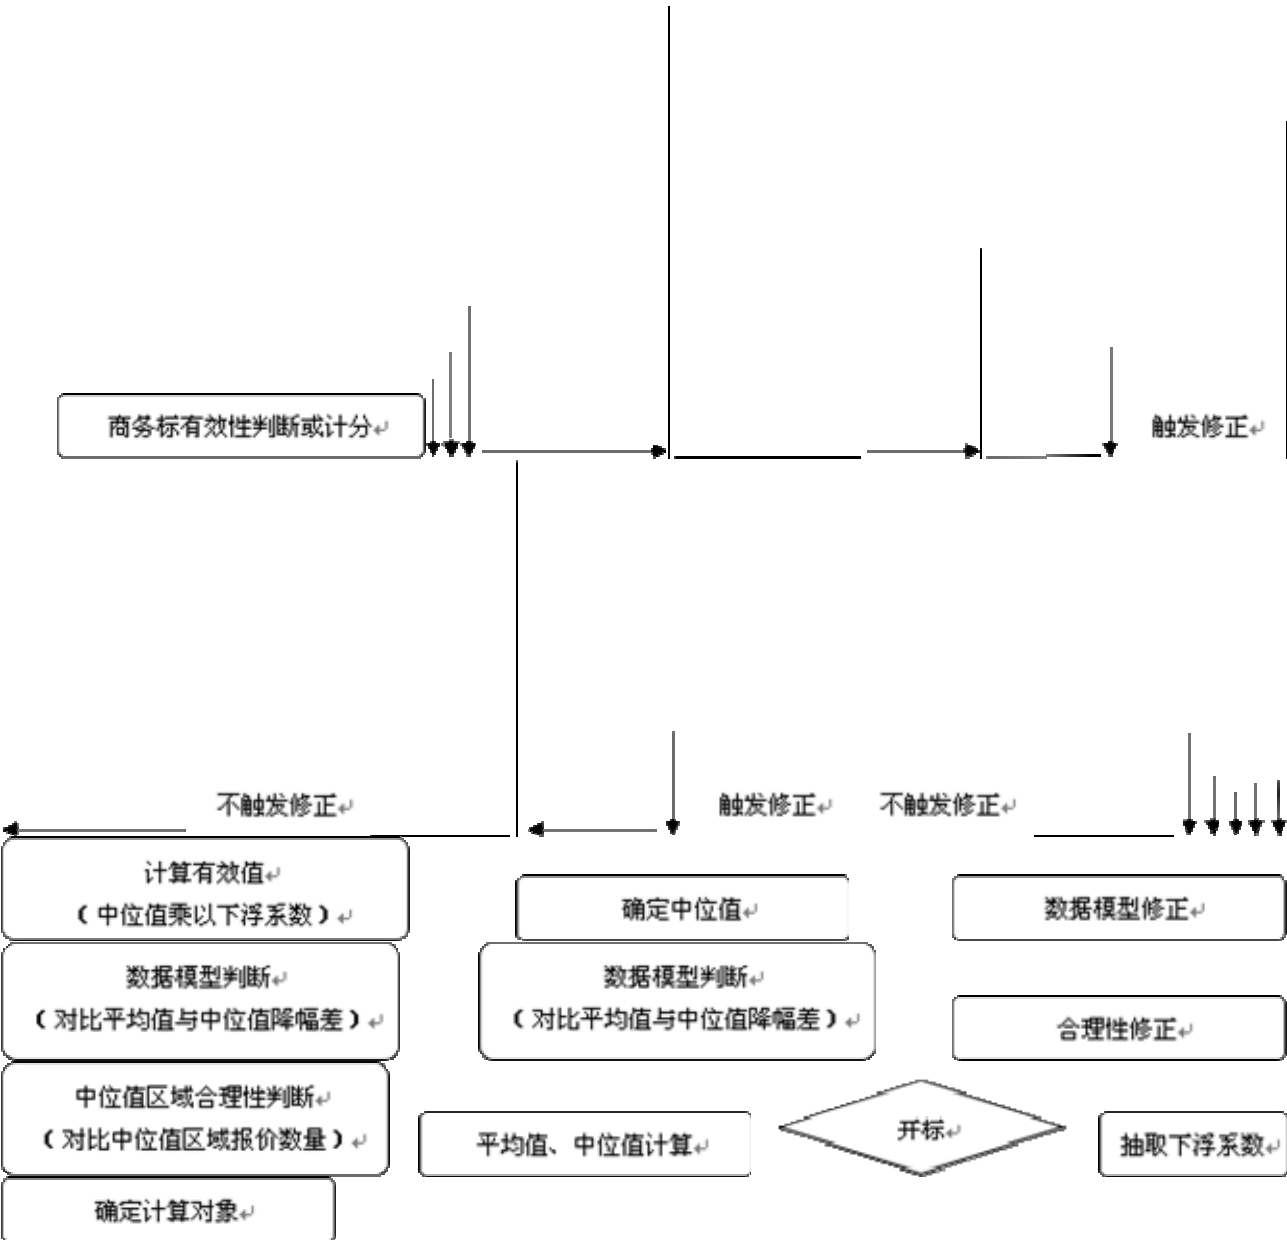 商务标有效性判断或计分
触发修正
不触发修正
触发修正
不触发修正
计算有效值
（中位值乘以下浮系数）
确定中位值
数据模型修正
数据模型判断
（对比平均值与中位值降幅差）
数据模型判断
（对比平均值与中位值降幅差）
合理性修正
中位值区域合理性判断
（对比中位值区域报价数量）
平均值、中位值计算
开标
抽取下浮系数
确定计算对象